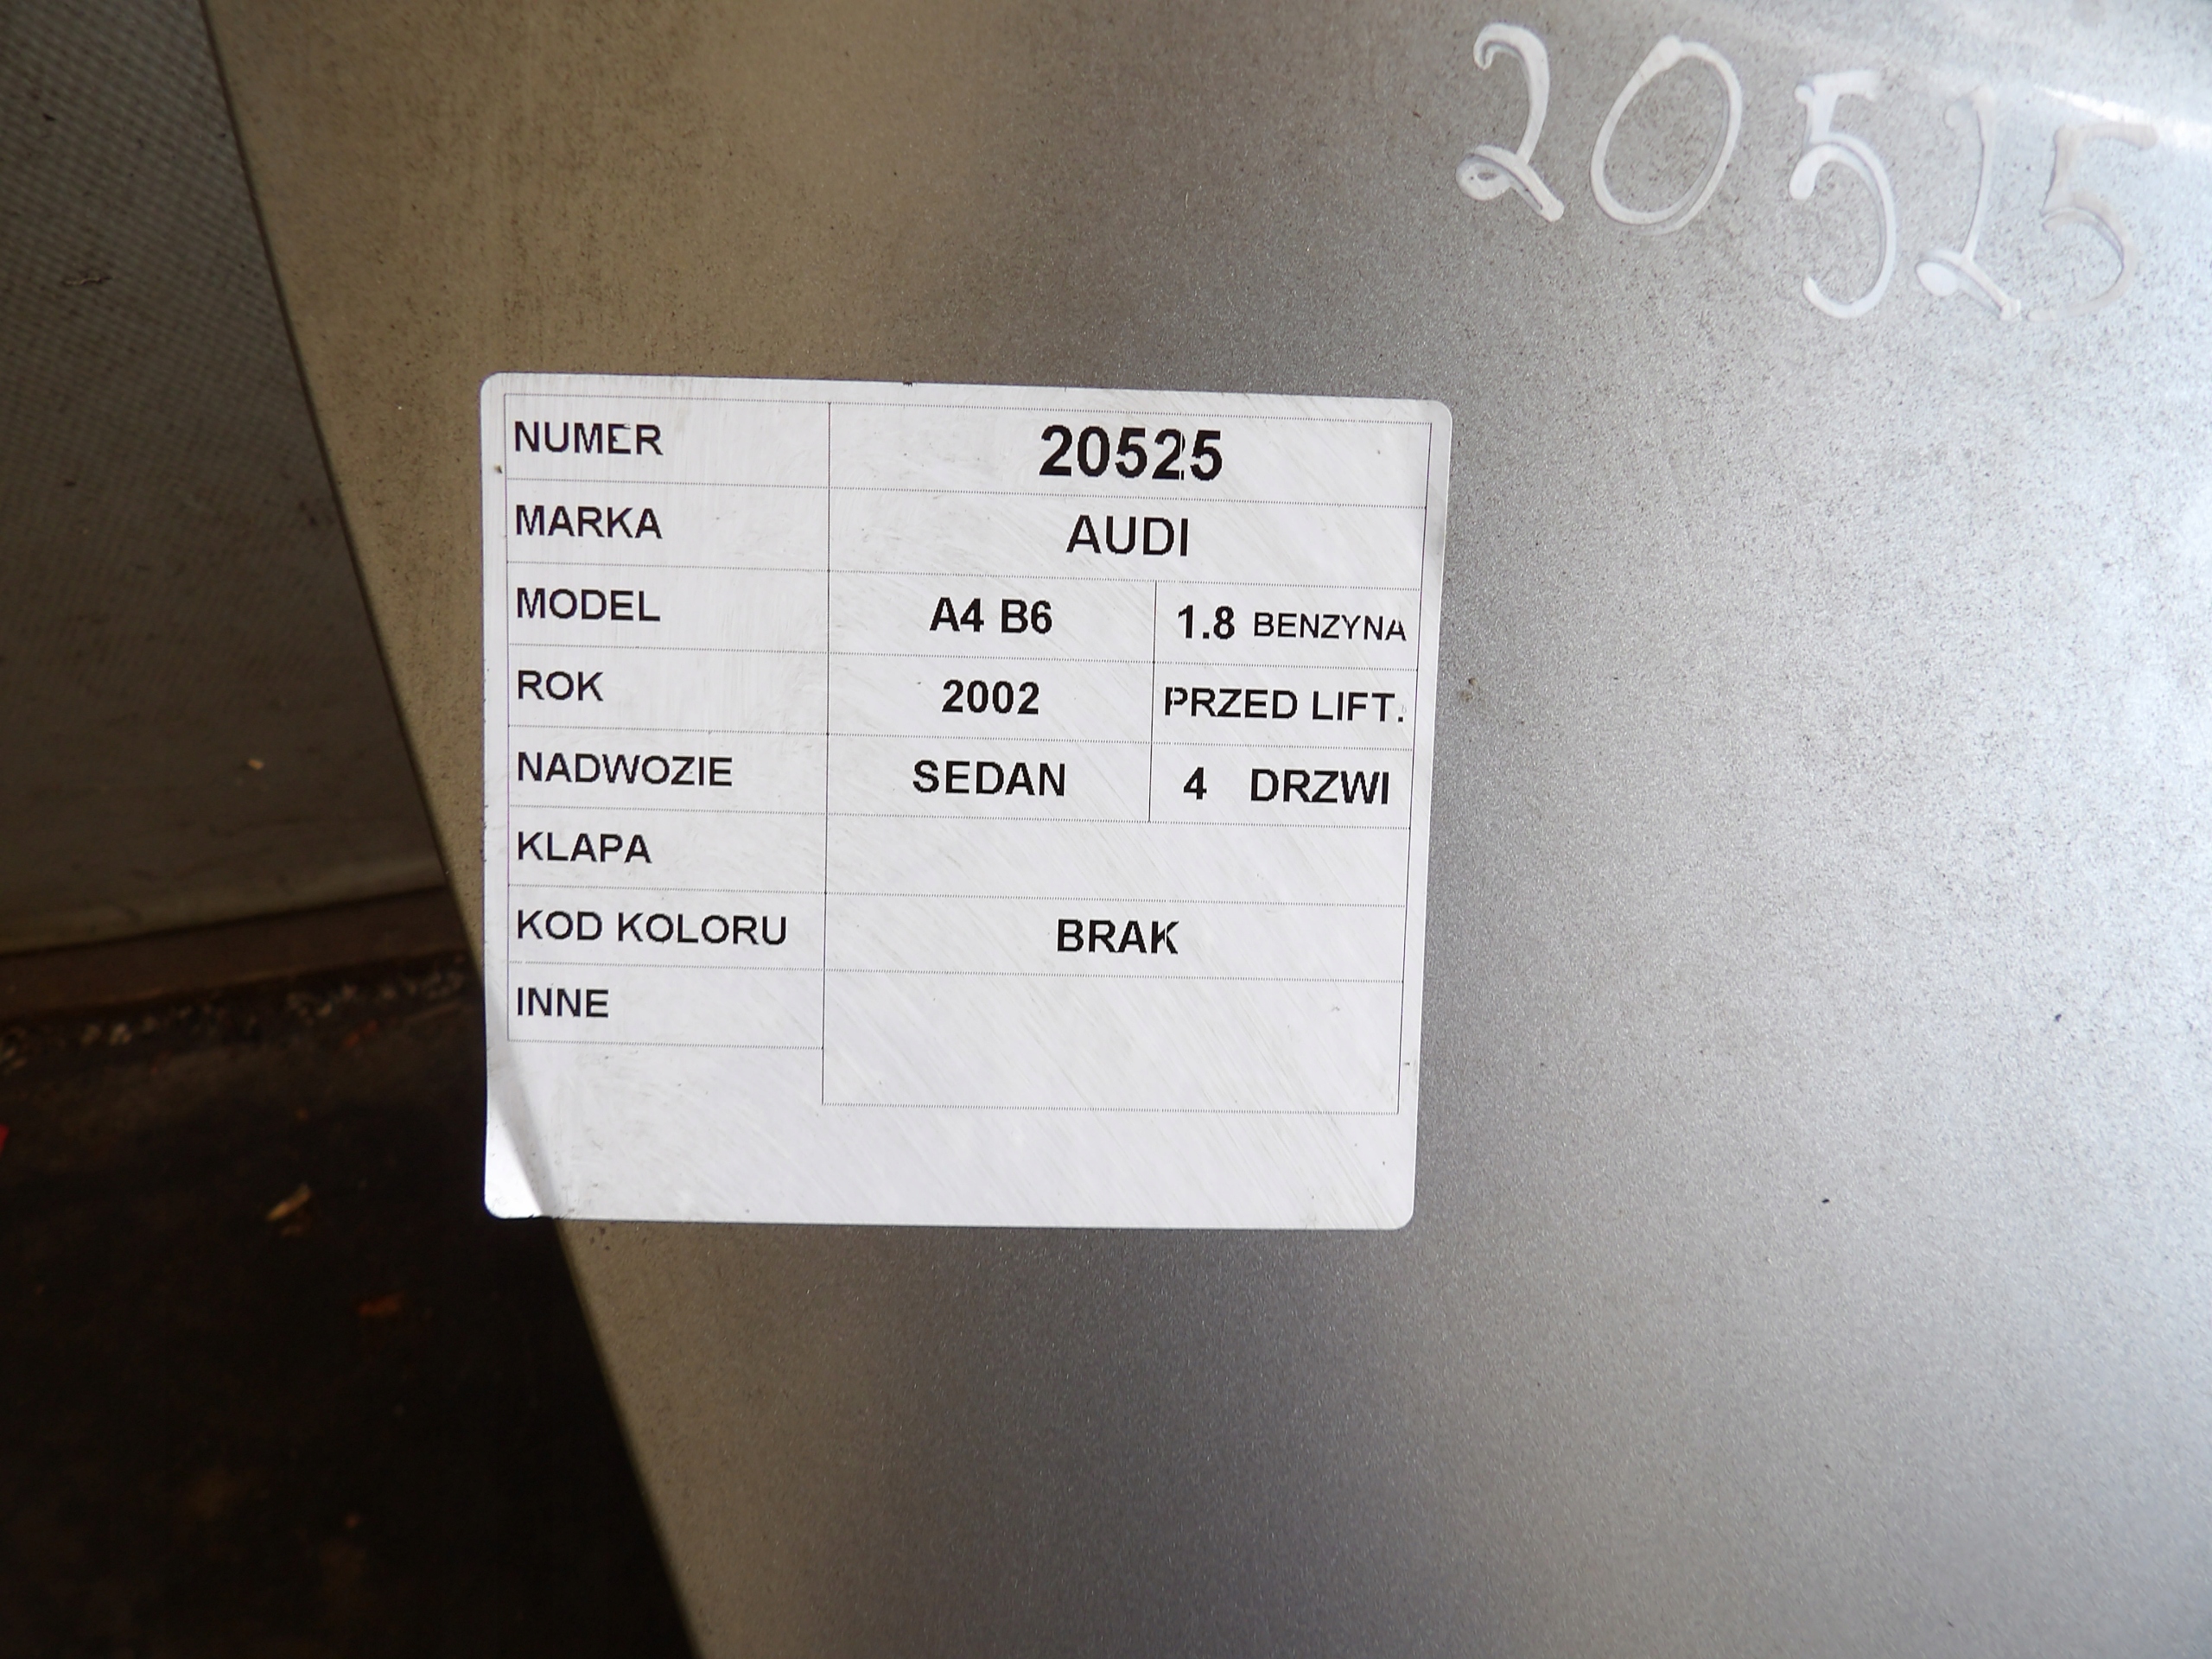 20525
NUMER 20525
MARKA AUDI
MODEL A4 B6 1.8 BENZYNA
ROK 2002 PRZED LIFT.
NADWOZIE SEDAN 4 DRZWI
KLAPA
KOD KOLORU BRAK
INNE